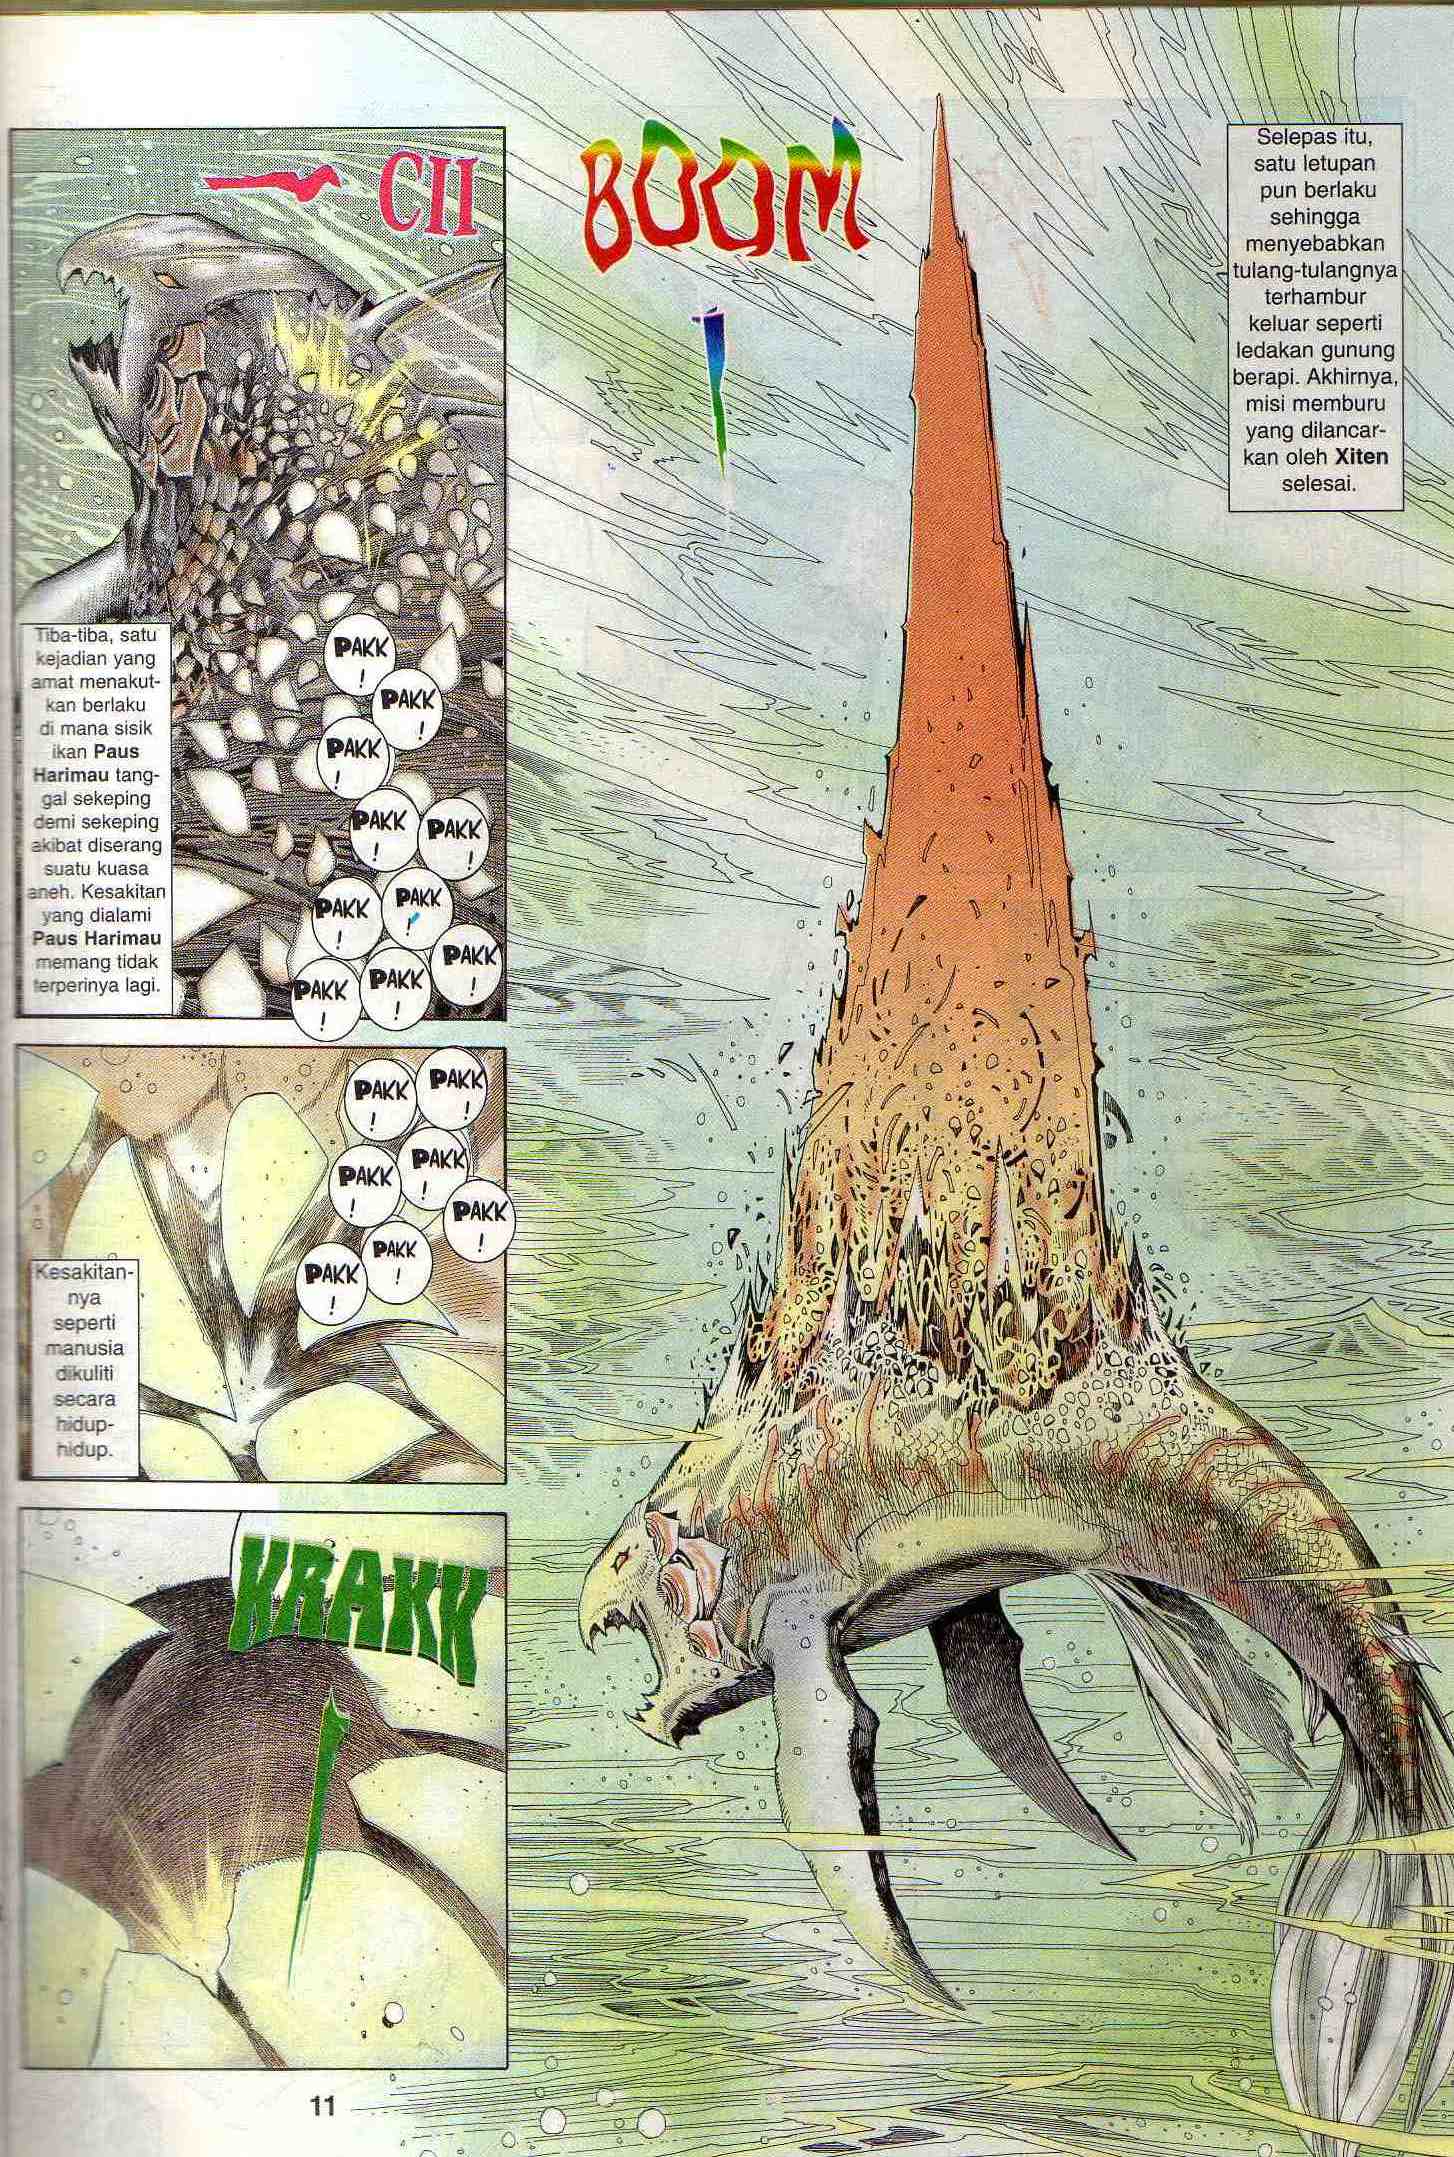 CII
!
Tiba-tiba, satu
kejadian yang
amat menakut-
kan berlaku
di mana sisik
ikan Paus
Harimau tang-
gal sekeping
demi sekeping
akibat diserang
suatu kuasa
aneh. Kesakitan
yang dialami
Paus Harimau
memang tidak
terperinya lagi.
PAKK
!
PAKK
!
PAKK
!
PAKK
!
PAKK
!
PAKK
!
PAKK
!
PAKK
!
PAKK
!
PAKK
!
PAKK
!
PAKK
!
PAKK
!
PAKK
!
PAKK
!
PAKK
!
PAKK
!
Kesakitan-
nya
seperti
manusia
dikuliti
secara
hidup-
hidup.
KRAKK
!
BOOM
!
Selepas itu,
satu letupan
pun berlaku
sehingga
menyebabkan
tulang-tulangnya
terhambur
keluar seperti
ledakan gunung
berapi. Akhirnya,
misi memburu
yang dilancar-
kan oleh Xiten
selesai.
11